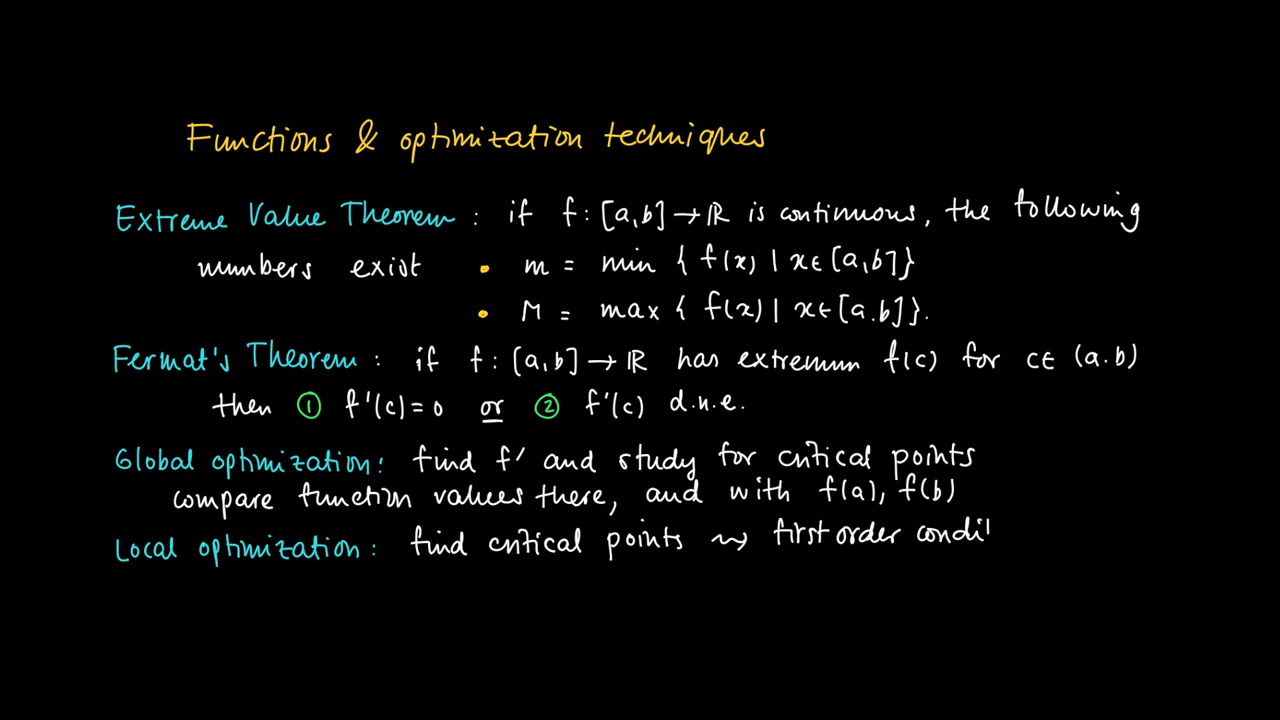 Functions & optimization techniques
Extreme Value Theorem : if f : [a,b] → ℝ is continuous, the following
numbers exist • m = min { f(x) | x ∈ [a,b] }
• M = max { f(x) | x ∈ [a.b] }.
Fermat's Theorem : if f : [a,b] → ℝ has extremum f(c) for c ∈ (a.b)
then ① f'(c) = 0 or ② f'(c) d.n.e.
Global optimization : find f' and study for critical points
compare function values there, and with f(a), f(b)
Local optimization : find critical points ⇝ first order condi